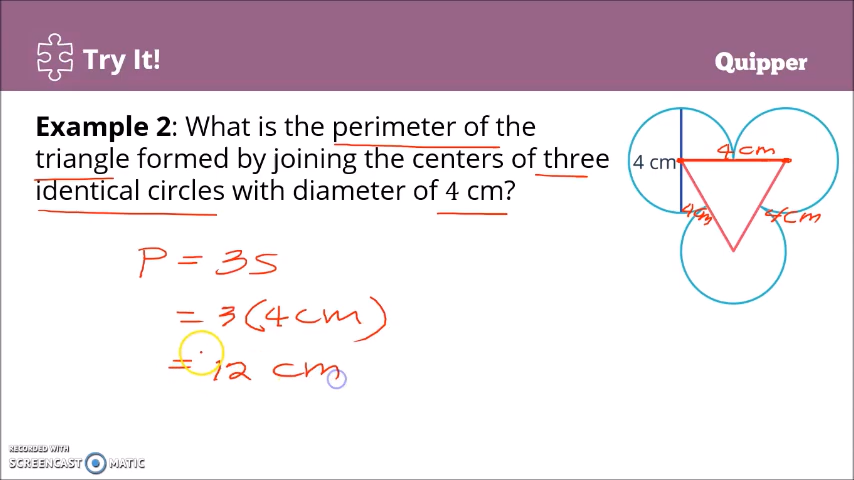 Try It!
Quipper
Example 2: What is the perimeter of the
triangle formed by joining the centers of three
identical circles with diameter of 4 cm?
4 cm
4 cm
4cm
4cm
P = 3s
= 3(4cm)
= 12 cm
RECORDED WITH
SCREENCAST MATIC